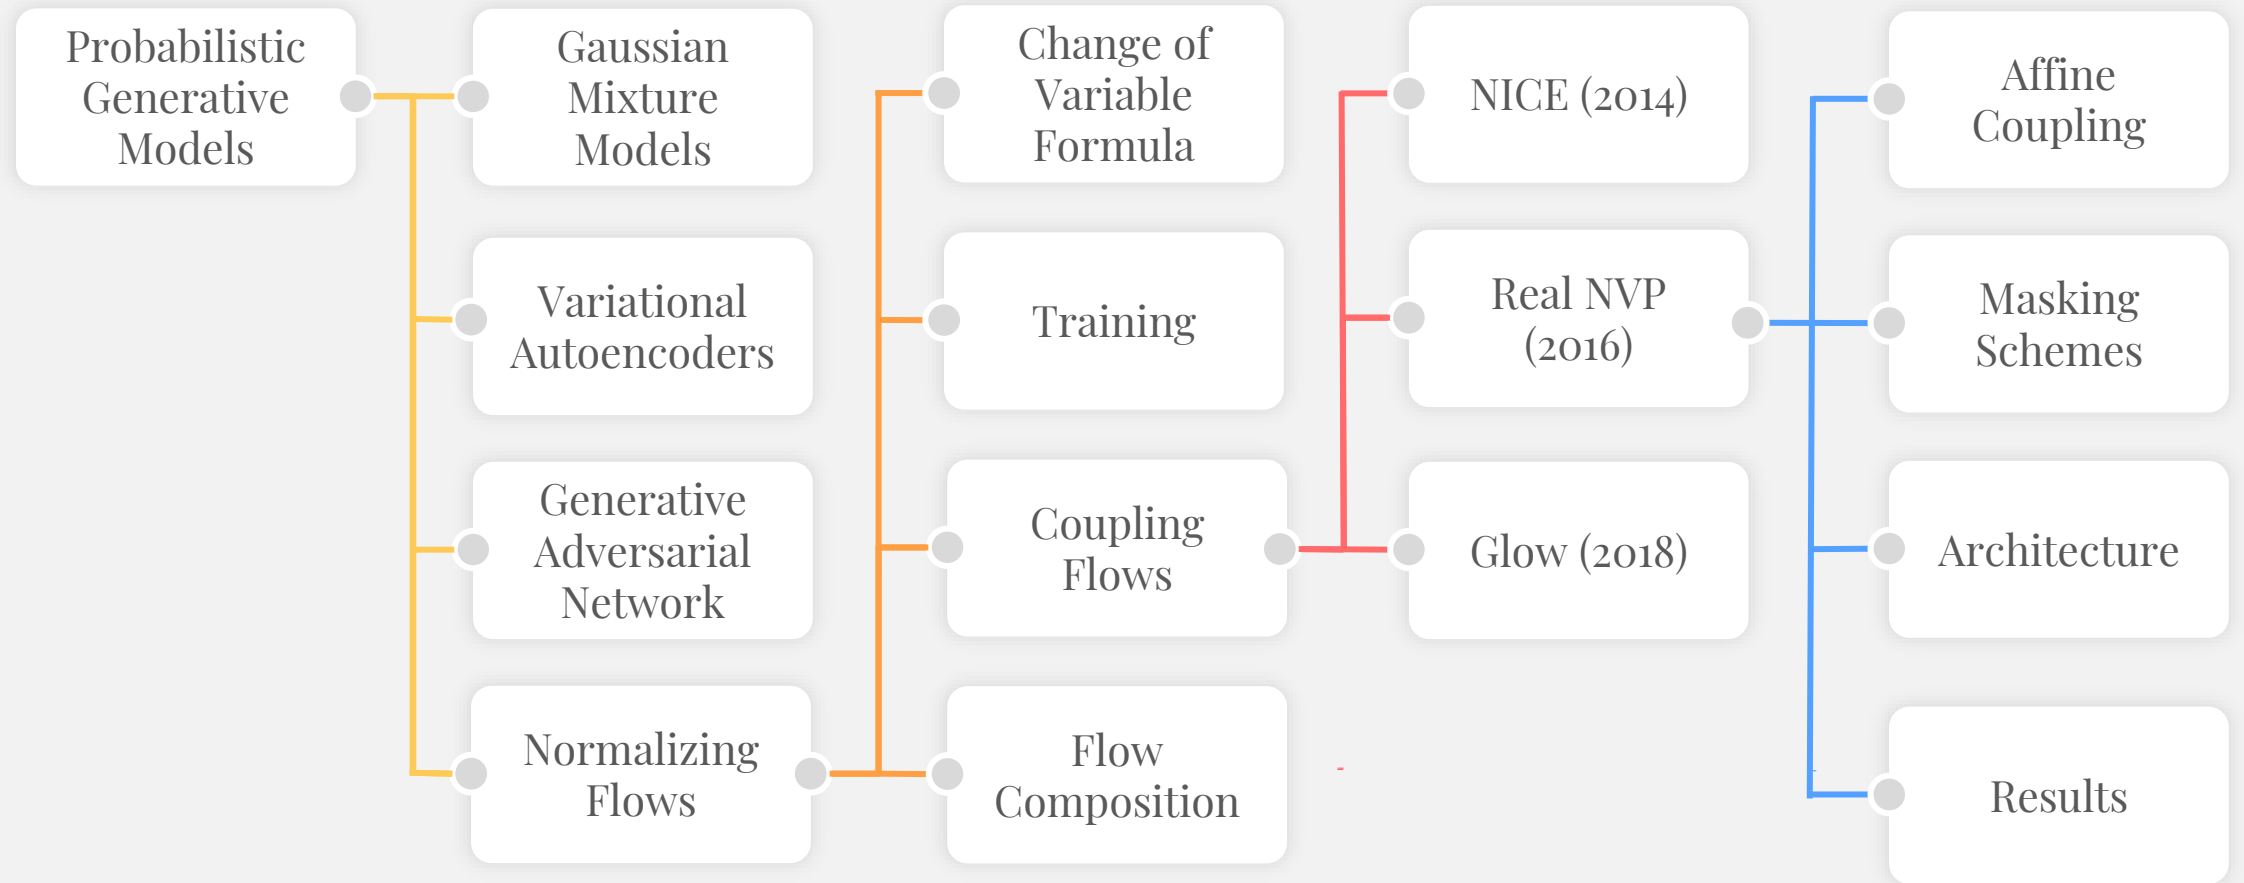 Probabilistic
Generative
Models
Gaussian
Mixture
Models
Variational
Autoencoders
Generative
Adversarial
Network
Normalizing
Flows
Change of
Variable
Formula
Training
Coupling
Flows
Flow
Composition
NICE (2014)
Real NVP
(2016)
Glow (2018)
Affine
Coupling
Masking
Schemes
Architecture
Results